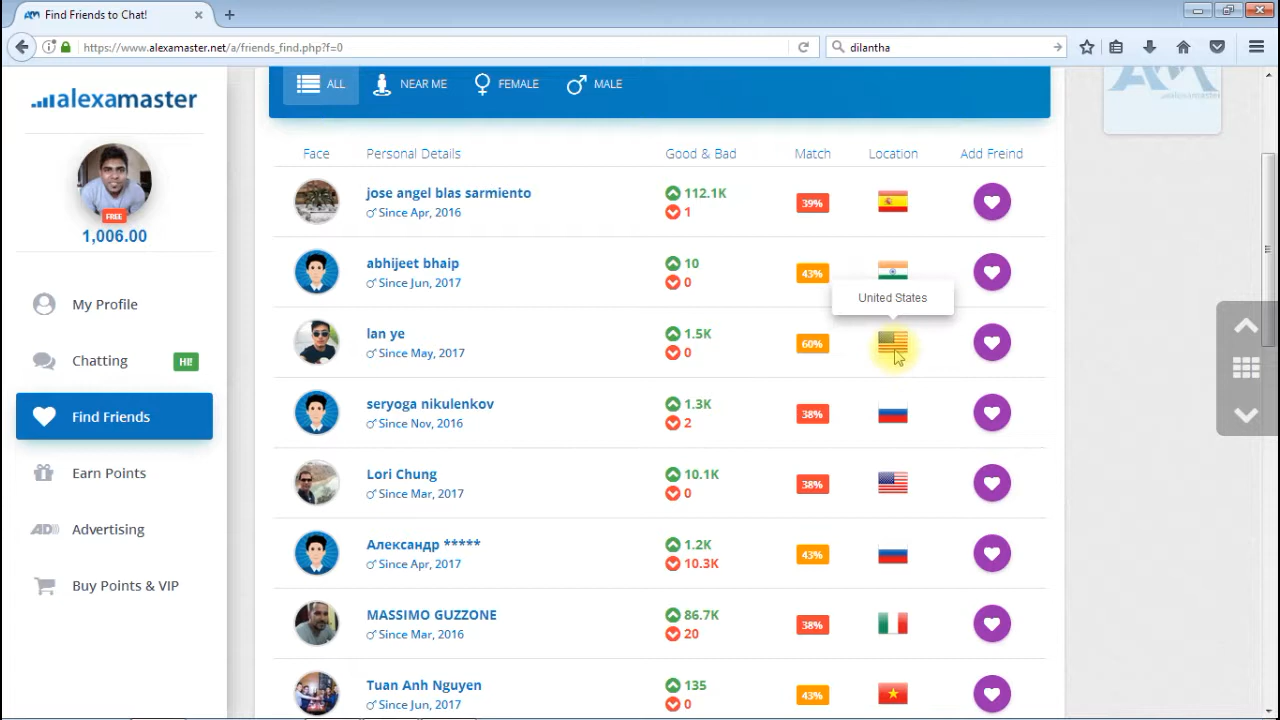 Find Friends to Chat!
https://www.alexamaster.net/a/friends_find.php?f=0
dilantha
ALL
NEAR ME
FEMALE
MALE
alexamaster
FREE
1,006.00
My Profile
Chatting
HI!
Find Friends
Earn Points
Advertising
Buy Points & VIP
Face Personal Details Good & Bad Match Location Add Freind
jose angel blas sarmiento 112.1K
Since Apr, 2016 1
39%
abhijeet bhaip 10
Since Jun, 2017 0
43%
United States
lan ye 1.5K
Since May, 2017 0
60%
seryoga nikulenkov 1.3K
Since Nov, 2016 2
38%
Lori Chung 10.1K
Since Mar, 2017 0
38%
Александр ***** 1.2K
Since Apr, 2017 10.3K
43%
MASSIMO GUZZONE 86.7K
Since Mar, 2016 20
38%
Tuan Anh Nguyen 135
Since Jun, 2017 0
43%
AM
alexamaster